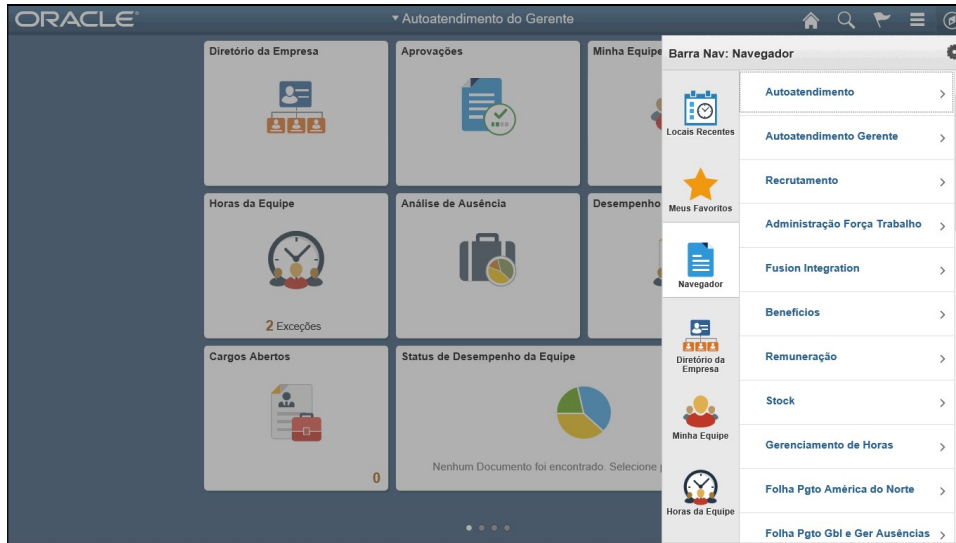 ORACLE
Autoatendimento do Gerente
Diretório da Empresa
Aprovações
Minha Equipe
Horas da Equipe
2 Exceções
Análise de Ausência
Desempenho
Cargos Abertos
0
Status de Desempenho da Equipe
Nenhum Documento foi encontrado. Selecione
Barra Nav: Navegador
Locais Recentes
Meus Favoritos
Navegador
Diretório da
Empresa
Minha Equipe
Horas da Equipe
Autoatendimento
Autoatendimento Gerente
Recrutamento
Administração Força Trabalho
Fusion Integration
Benefícios
Remuneração
Stock
Gerenciamento de Horas
Folha Pgto América do Norte
Folha Pgto Gbl e Ger Ausências